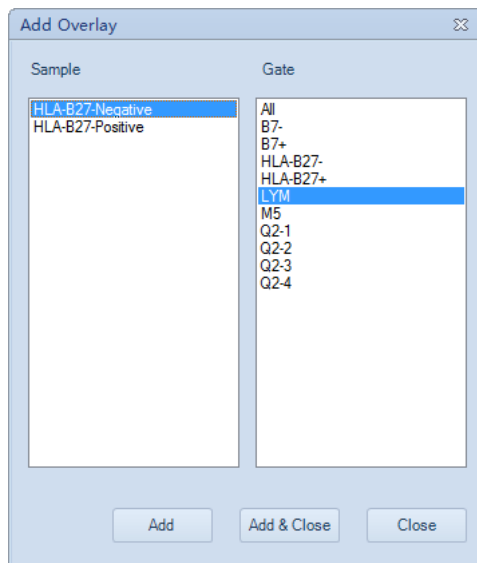 Add Overlay
Sample
Gate
HLA-B27-Negative
HLA-B27-Positive
All
B7-
B7+
HLA-B27-
HLA-B27+
LYM
M5
Q2-1
Q2-2
Q2-3
Q2-4
Add
Add & Close
Close